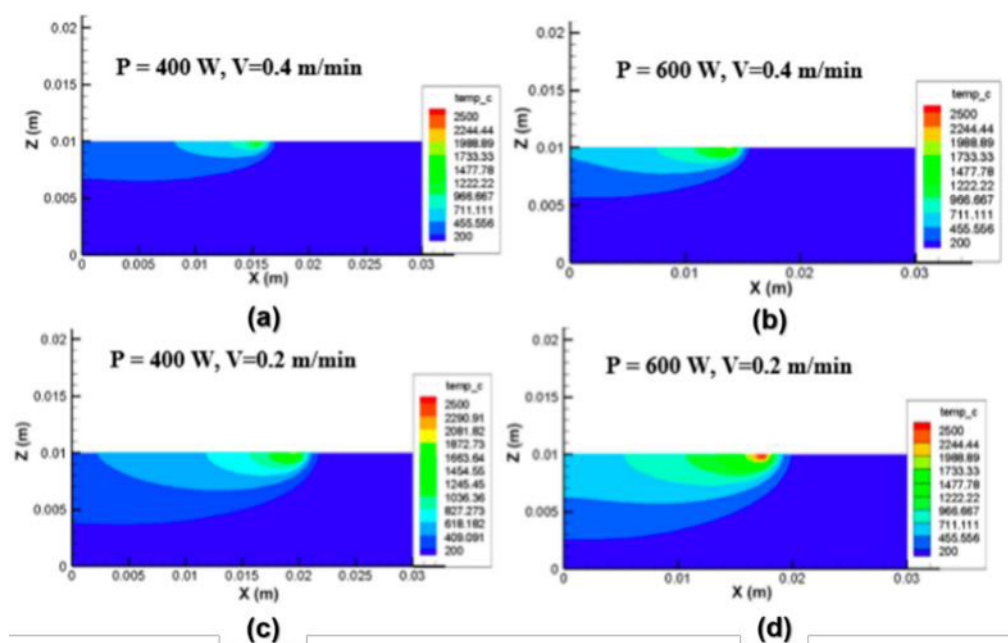 0.02
P = 400 W, V=0.4 m/min
0.015
temp_c
2500
2244.44
1988.89
1733.33
1477.78
1222.22
966.667
711.111
455.556
200
Z (m)
0.01
0.005
0
0 0.005 0.01 0.015 0.02 0.025 0.03
X (m)
(a)
0.02
P = 600 W, V=0.4 m/min
0.015
temp_c
2500
2244.44
1988.89
1733.33
1477.78
1222.22
966.667
711.111
455.556
200
Z (m)
0.01
0.005
0
0 0.01 0.02 0.03
X (m)
(b)
0.02
P = 400 W, V=0.2 m/min
0.015
temp_c
2500
2290.91
2081.82
1872.73
1663.64
1454.55
1245.45
1036.36
827.273
618.182
409.091
200
Z (m)
0.01
0.005
0
0 0.005 0.01 0.015 0.02 0.025 0.03
X (m)
(c)
0.02
P = 600 W, V=0.2 m/min
0.015
temp_c
2500
2244.44
1988.89
1733.33
1477.78
1222.22
966.667
711.111
455.556
200
Z (m)
0.01
0.005
0
0 0.01 0.02 0.03
X (m)
(d)